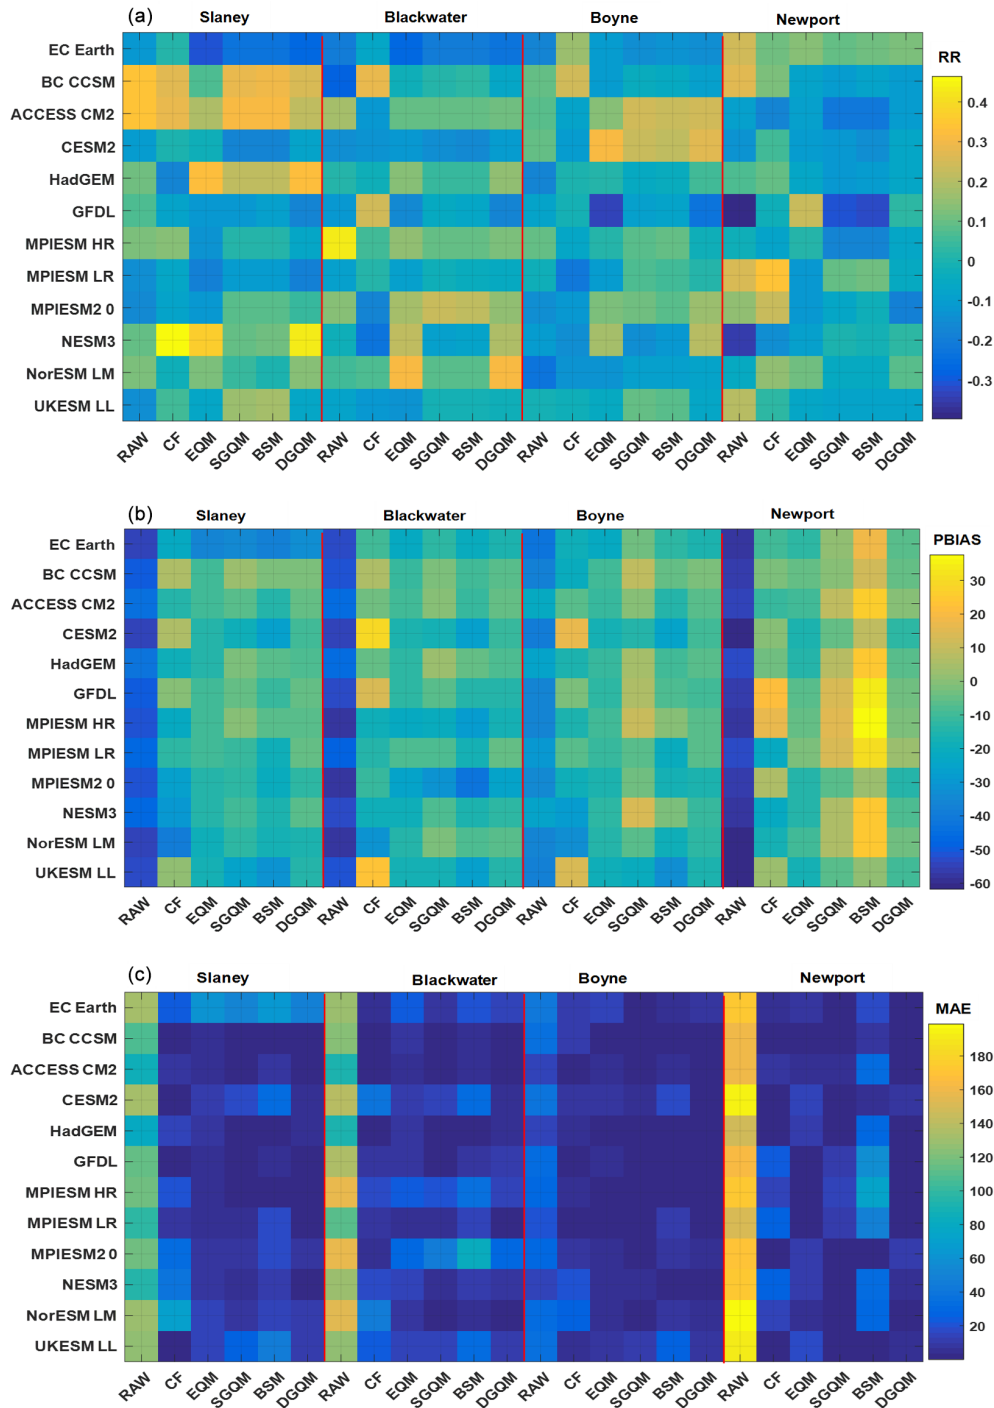 (a) Slaney Blackwater Boyne Newport
RR
EC Earth
BC CCSM
ACCESS CM2
CESM2
HadGEM
GFDL
MPIESM HR
MPIESM LR
MPIESM2 0
NESM3
NorESM LM
UKESM LL
0.4
0.3
0.2
0.1
0
-0.1
-0.2
-0.3
RAW CF EQM SGQM BSM DGQM RAW CF EQM SGQM BSM DGQM RAW CF EQM SGQM BSM DGQM RAW CF EQM SGQM BSM DGQM
(b) Slaney Blackwater Boyne Newport
PBIAS
EC Earth
BC CCSM
ACCESS CM2
CESM2
HadGEM
GFDL
MPIESM HR
MPIESM LR
MPIESM2 0
NESM3
NorESM LM
UKESM LL
30
20
10
0
-10
-20
-30
-40
-50
-60
RAW CF EQM SGQM BSM DGQM RAW CF EQM SGQM BSM DGQM RAW CF EQM SGQM BSM DGQM RAW CF EQM SGQM BSM DGQM
(c) Slaney Blackwater Boyne Newport
MAE
EC Earth
BC CCSM
ACCESS CM2
CESM2
HadGEM
GFDL
MPIESM HR
MPIESM LR
MPIESM2 0
NESM3
NorESM LM
UKESM LL
180
160
140
120
100
80
60
40
20
RAW CF EQM SGQM BSM DGQM RAW CF EQM SGQM BSM DGQM RAW CF EQM SGQM BSM DGQM RAW CF EQM SGQM BSM DGQM